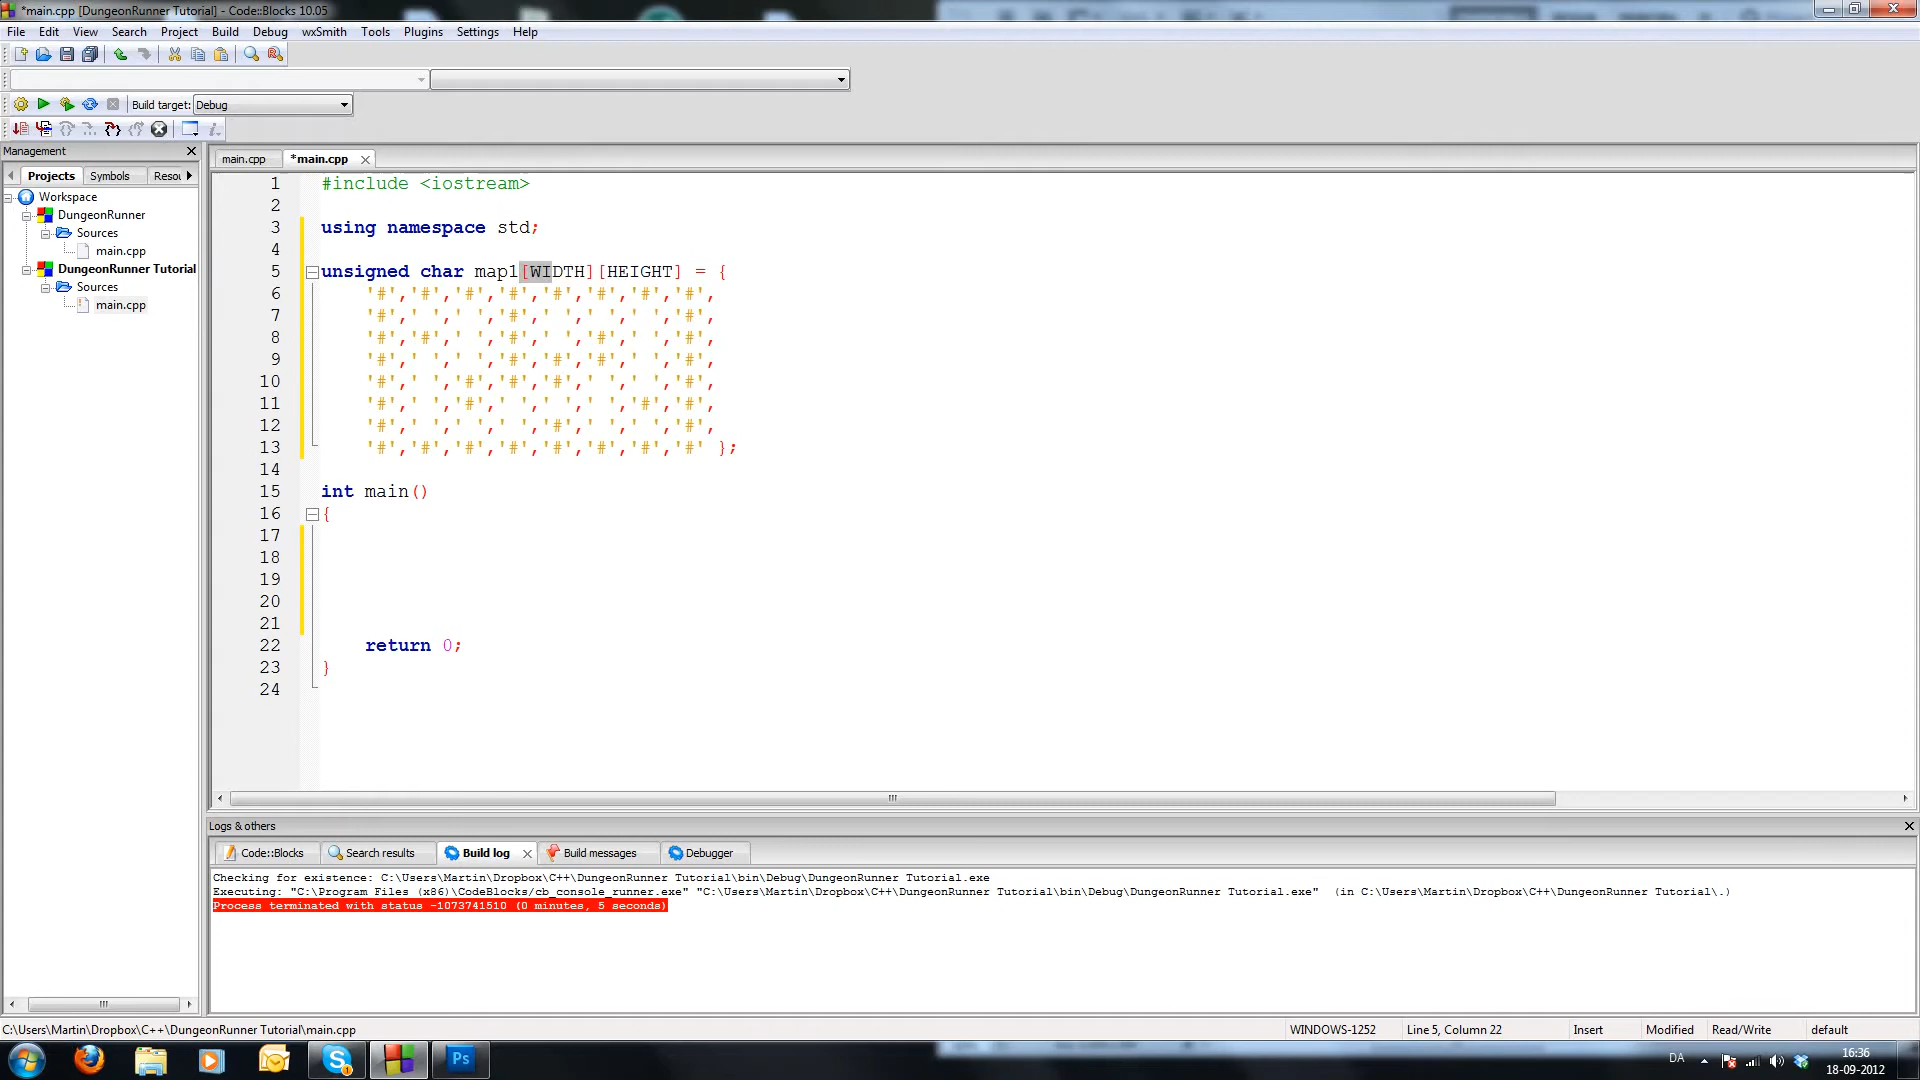 *main.cpp [DungeonRunner Tutorial] - Code::Blocks 10.05
File Edit View Search Project Build Debug wxSmith Tools Plugins Settings Help
Build target: Debug
Management
main.cpp *main.cpp
Projects Symbols Resou
Workspace
DungeonRunner
Sources
main.cpp
DungeonRunner Tutorial
Sources
main.cpp
1 #include <iostream>
2
3 using namespace std;
4
5 unsigned char map1[WIDTH][HEIGHT] = {
6 '#','#','#','#','#','#','#','#',
7 '#',' ',' ','#',' ',' ',' ','#',
8 '#','#',' ','#',' ','#',' ','#',
9 '#',' ',' ','#','#','#',' ','#',
10 '#',' ','#','#','#',' ',' ','#',
11 '#',' ','#',' ',' ',' ','#','#',
12 '#',' ',' ',' ','#',' ',' ','#',
13 '#','#','#','#','#','#','#','#' };
14
15 int main()
16 {
17
18
19
20
21
22 return 0;
23 }
24
Logs & others
Code::Blocks Search results Build log Build messages Debugger
Checking for existence: C:\Users\Martin\Dropbox\C++\DungeonRunner Tutorial\bin\Debug\DungeonRunner Tutorial.exe
Executing: "C:\Program Files (x86)\CodeBlocks/cb_console_runner.exe" "C:\Users\Martin\Dropbox\C++\DungeonRunner Tutorial\bin\Debug\DungeonRunner Tutorial.exe" (in C:\Users\Martin\Dropbox\C++\DungeonRunner Tutorial\.)
Process terminated with status -1073741510 (0 minutes, 5 seconds)
C:\Users\Martin\Dropbox\C++\DungeonRunner Tutorial\main.cpp WINDOWS-1252 Line 5, Column 22 Insert Modified Read/Write default
Ps DA 16:36
18-09-2012